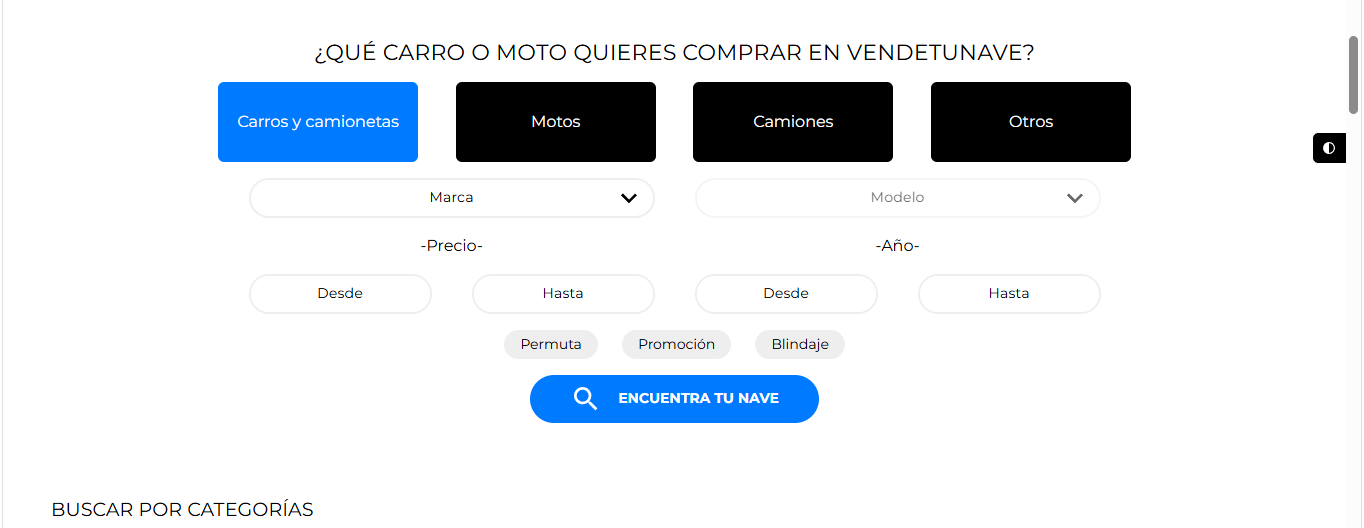 ¿QUÉ CARRO O MOTO QUIERES COMPRAR EN VENDETUNAVE?
Carros y camionetas
Motos
Camiones
Otros
Marca
Modelo
-Precio-
-Año-
Desde
Hasta
Desde
Hasta
Permuta
Promoción
Blindaje
ENCUENTRA TU NAVE
BUSCAR POR CATEGORÍAS